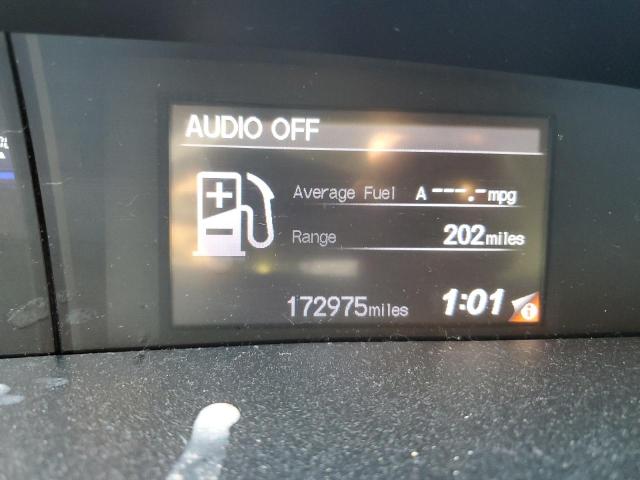 AUDIO OFF
Average Fuel A ---.- mpg
Range 202 miles
172975 miles 1:01 i